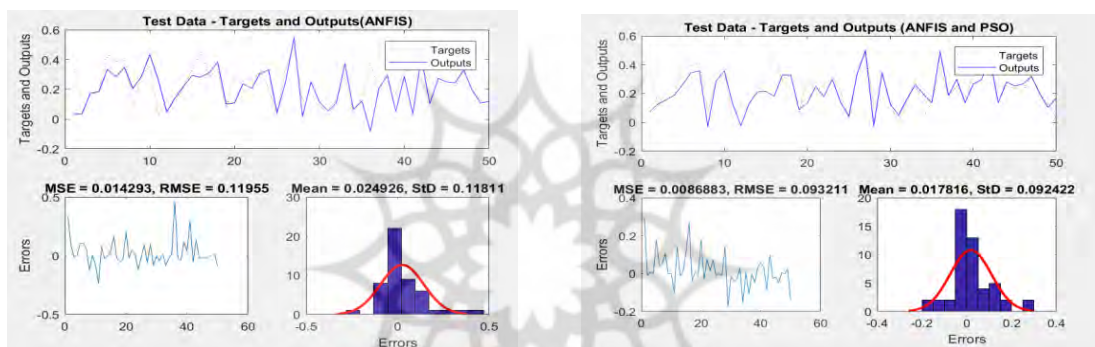 Test Data - Targets and Outputs(ANFIS)
Targets and Outputs
0.6
0.4
0.2
0
-0.2
Targets
Outputs
0 10 20 30 40 50
MSE = 0.014293, RMSE = 0.11955
Errors
0.5
0
-0.5
0 20 40 60
Mean = 0.024926, StD = 0.11811
30
20
10
0
-0.5 0 0.5
Errors
Test Data - Targets and Outputs (ANFIS and PSO)
Targets and Outputs
0.6
0.4
0.2
0
-0.2
Targets
Outputs
0 10 20 30 40 50
MSE = 0.0086883, RMSE = 0.093211
Errors
0.4
0.2
0
-0.2
0 20 40 60
Mean = 0.017816, StD = 0.092422
20
15
10
5
0
-0.4 -0.2 0 0.2 0.4
Errors